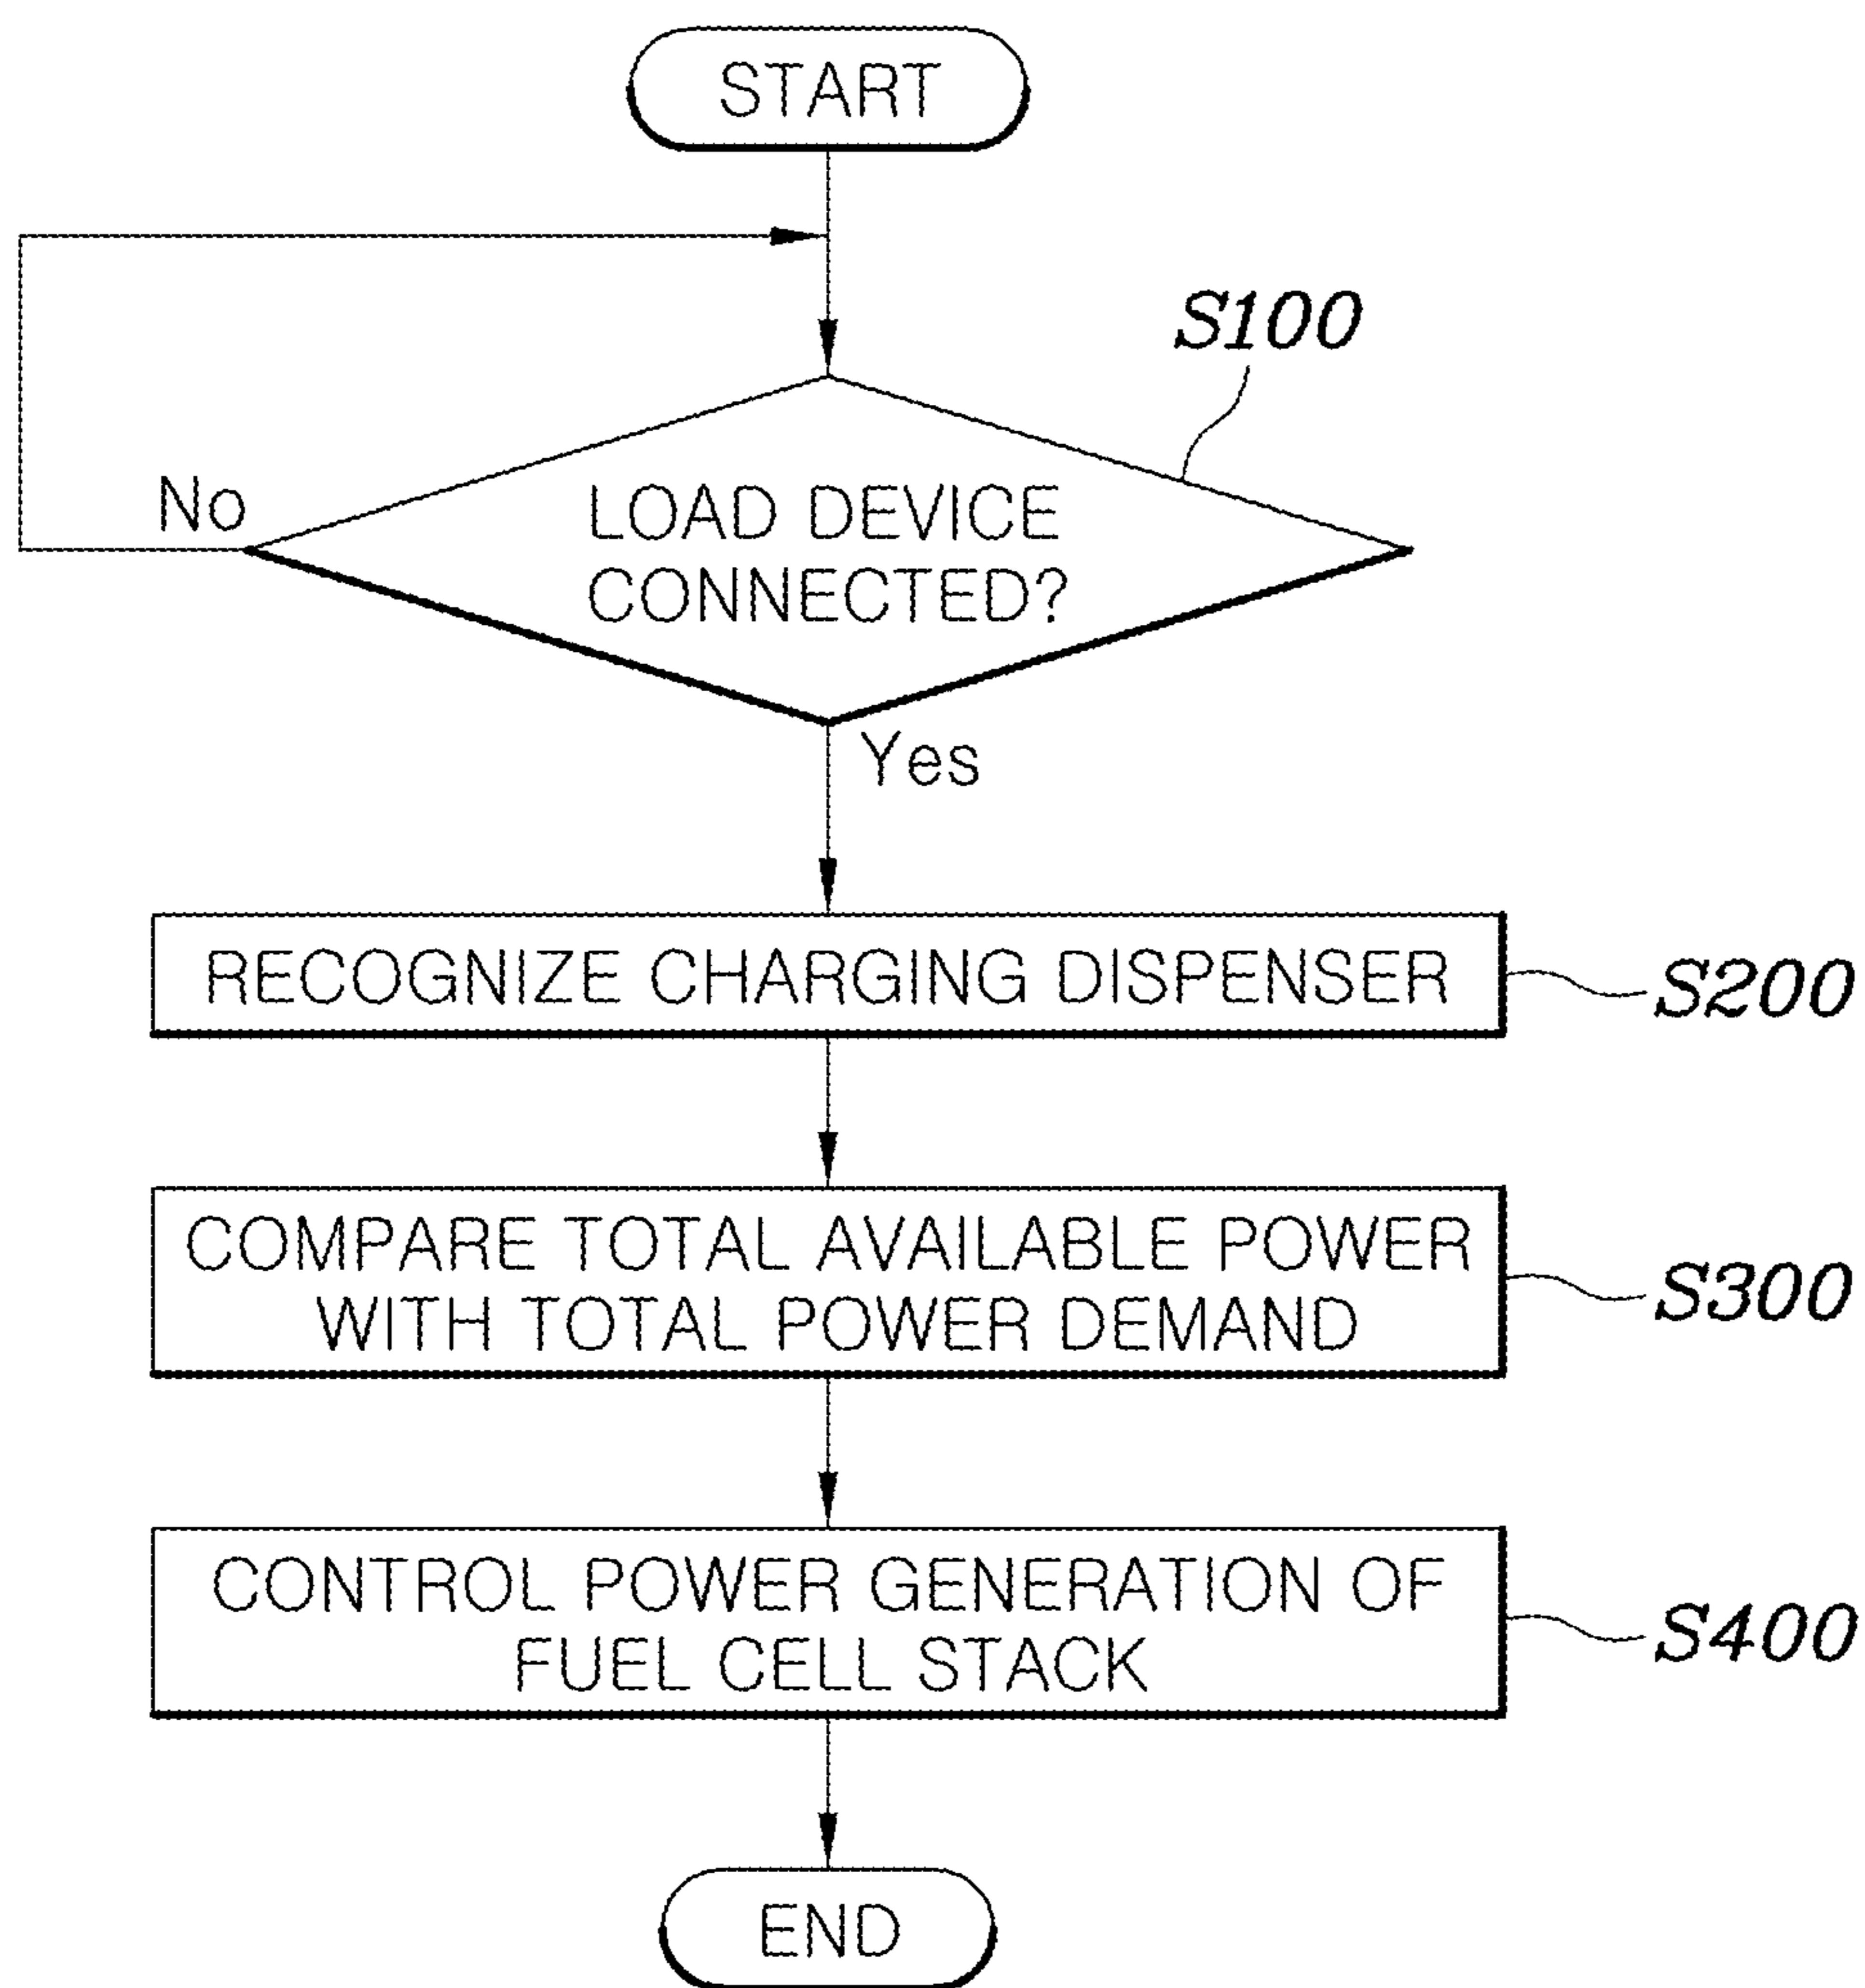 START
S100
No
LOAD DEVICE
CONNECTED?
Yes
RECOGNIZE CHARGING DISPENSER
S200
COMPARE TOTAL AVAILABLE POWER
WITH TOTAL POWER DEMAND
S300
CONTROL POWER GENERATION OF
FUEL CELL STACK
S400
END